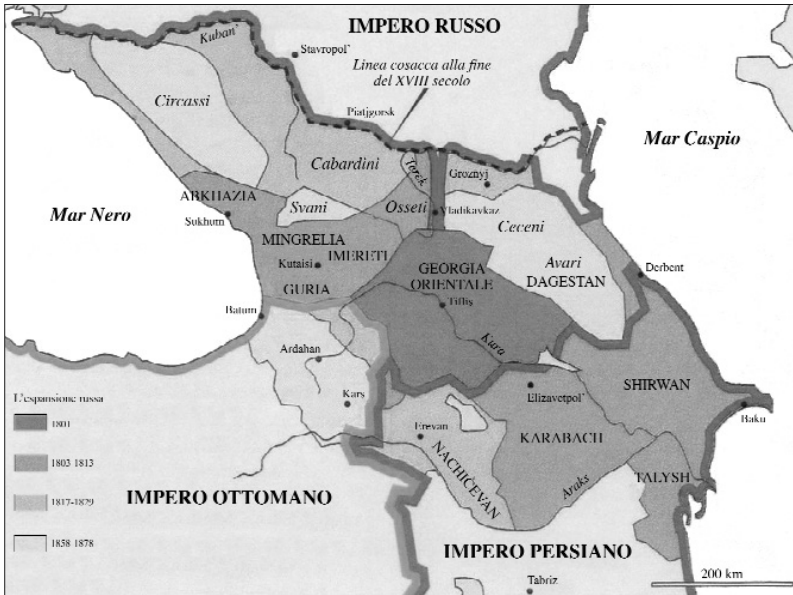 IMPERO RUSSO
Kuban'
Stavropol'
Linea cosacca alla fine
del XVIII secolo
Circassi
Piatjgorsk
Mar Caspio
Cabardini
Terek
Groznyj
ABKHAZIA
Svani
Osseti
Vladikavkaz
Mar Nero
Sukhum
Ceceni
MINGRELIA
IMERETI
Avari
Kutaisi
GEORGIA
ORIENTALE
DAGESTAN
Derbent
GURIA
Tiflis
Batum
Ardahan
Kura
L'espansione russa
Kars
Elizavetpol'
SHIRWAN
1801
Erevan
Baku
1803-1813
KARABACH
NACHIČEVAN
TALYSH
Araks
IMPERO OTTOMANO
1817-1829
1858-1878
IMPERO PERSIANO
Tabriz
200 km